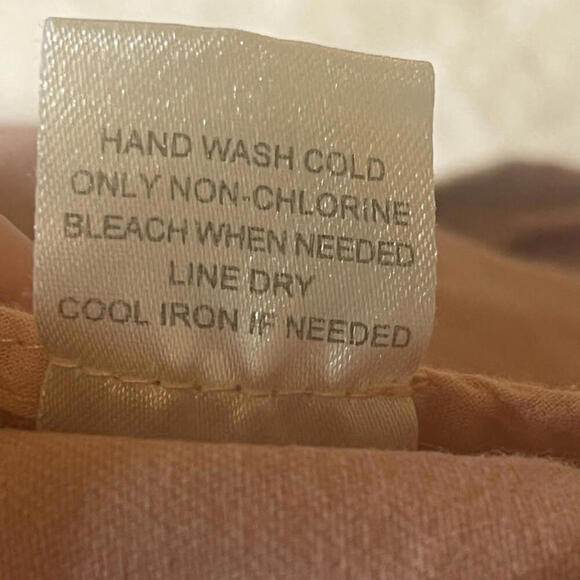 HAND WASH COLD
ONLY NON-CHLORINE
BLEACH WHEN NEEDED
LINE DRY
COOL IRON IF NEEDED